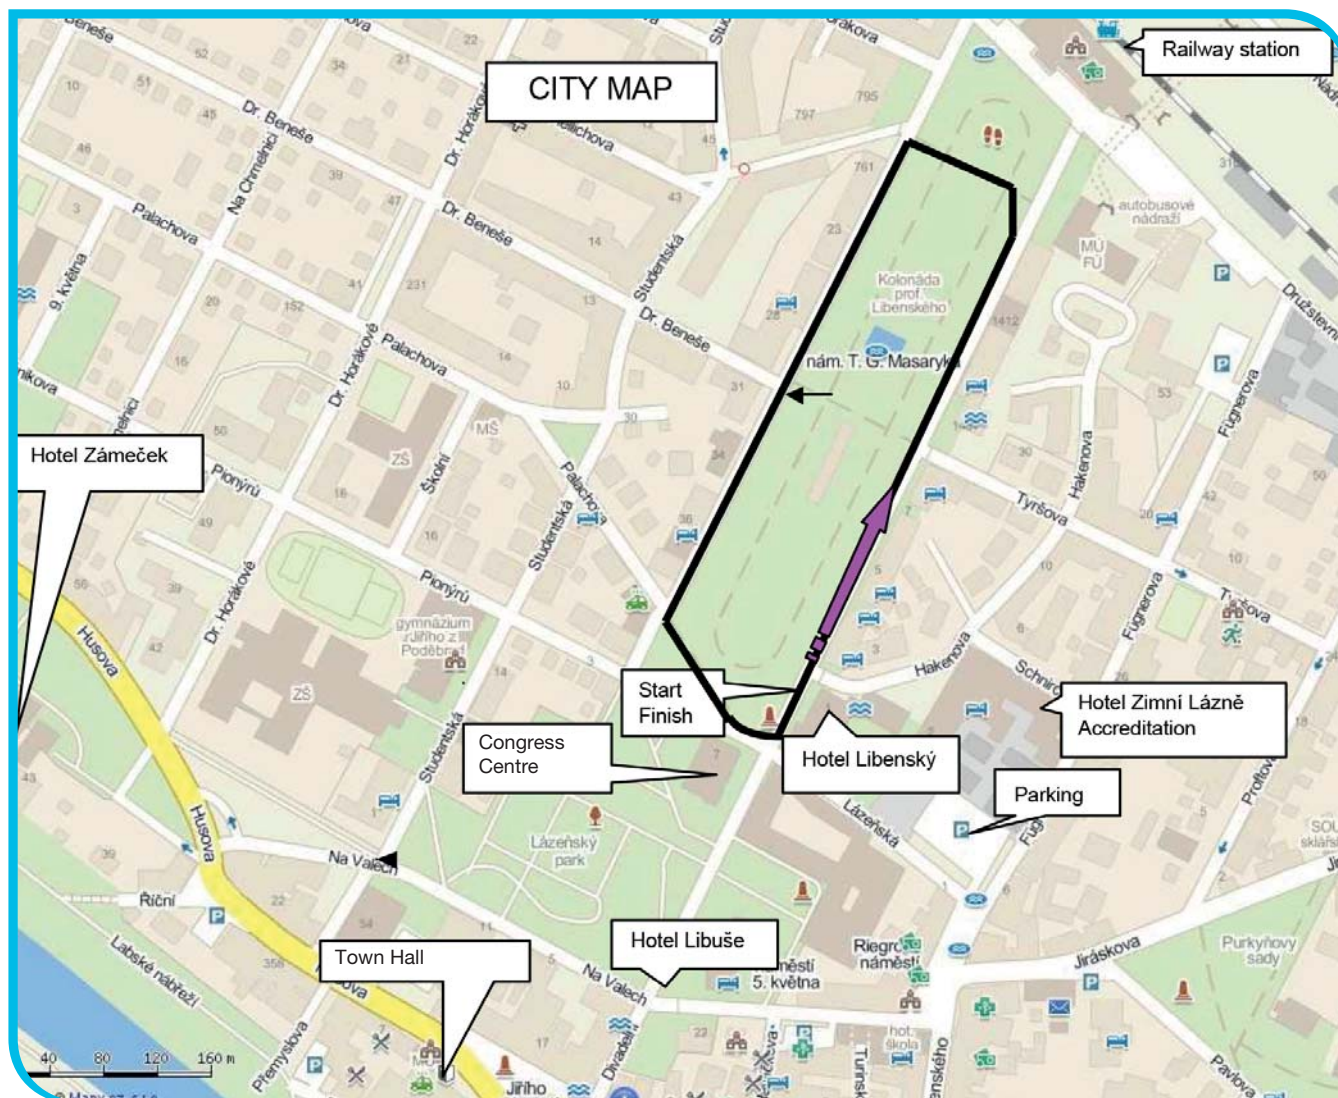 CITY MAP
Railway station
Beneše
Dr. Beneše
Na Chmelnici
Dr. Horákové
Palachova
9. května
Dr. Beneše
Studentská
Dr. Beneše
autobusové
nádraží
MÚ
FÚ
Kolonáda
prof.
Libenského
nám. T. G. Masaryka
Družstevní
Fügnerova
Palachova
Dr. Horákové
MŠ
ZŠ
Školní
Hotel Zámeček
Pionýrů
Palachova
Studentská
Tyršova
Hakenova
Pionýrů
Dr. Horákové
gymnázium
Jiřího z
Poděbrad
ZŠ
Husova
Fügnerova
Tyršova
Hakenova
Start
Finish
Hotel Zimní Lázně
Accreditation
Hotel Libenský
Congress
Centre
Studentská
Parking
Proftova
Lázeňská
Husova
Na Valech
Lázeňský
park
Říční
Hotel Libuše
Town Hall
Labské nábřeží
Na Valech
5. května
náměstí
Jiráskova
Purkyňovy
sady
hot.
škola
Přemyslova
Jiřího
Divadelní
Pavlova
40 80 120 160 m